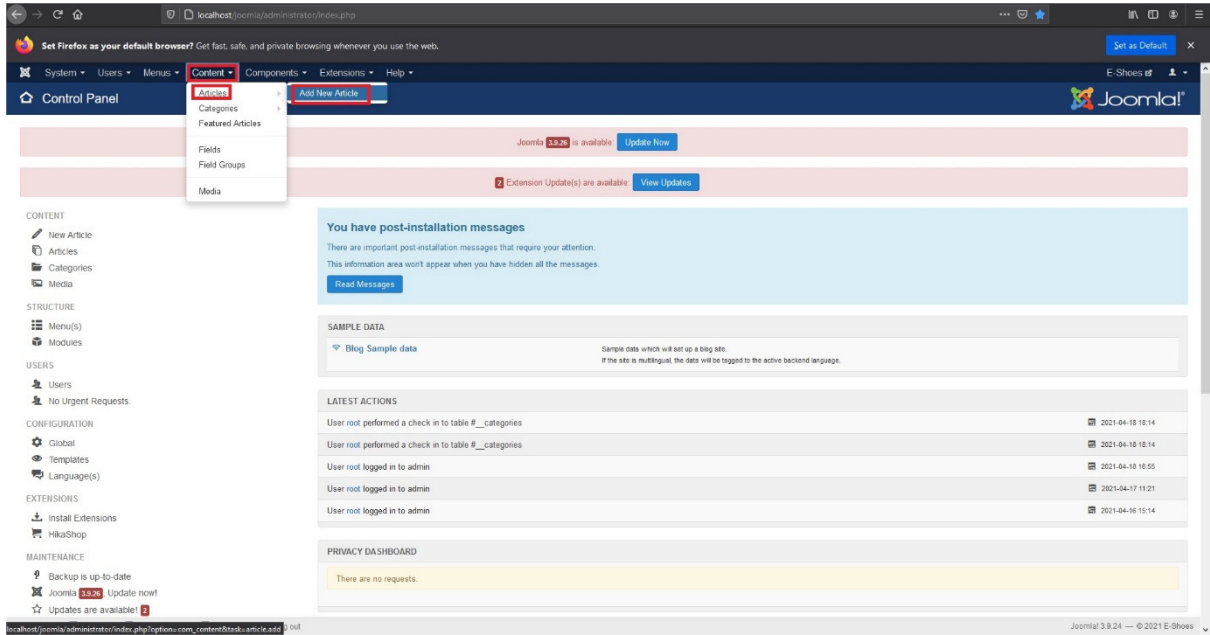 localhost/joomla/administrator/index.php
Set Firefox as your default browser? Get fast, safe, and private browsing whenever you use the web.
Set as Default
System Users Menus Content Components Extensions Help
E-Shoes
Control Panel
Joomla!
Articles
Add New Article
Categories
Featured Articles
Fields
Field Groups
Media
Joomla 3.9.26 is available: Update Now
2 Extension Update(s) are available: View Updates
CONTENT
New Article
Articles
Categories
Media
STRUCTURE
Menu(s)
Modules
USERS
Users
No Urgent Requests.
CONFIGURATION
Global
Templates
Language(s)
EXTENSIONS
Install Extensions
HikaShop
MAINTENANCE
Backup is up-to-date
Joomla 3.9.26, Update now!
Updates are available! 2
You have post-installation messages
There are important post-installation messages that require your attention.
This information area won't appear when you have hidden all the messages.
Read Messages
SAMPLE DATA
Blog Sample data
Sample data which will set up a blog site.
If the site is multilingual, the data will be tagged to the active backend language.
LATEST ACTIONS
User root performed a check in to table #__categories 2021-04-18 18:14
User root performed a check in to table #__categories 2021-04-18 18:14
User root logged in to admin 2021-04-18 16:55
User root logged in to admin 2021-04-17 11:21
User root logged in to admin 2021-04-16 15:14
PRIVACY DASHBOARD
There are no requests.
localhost/joomla/administrator/index.php?option=com_content&task=article.add
out
Joomla! 3.9.24 — © 2021 E-Shoes